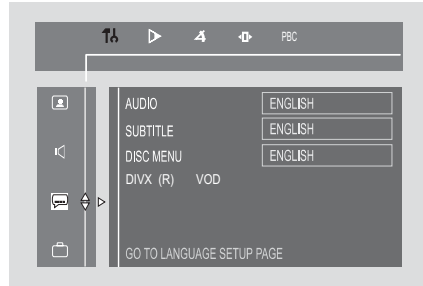 PBC
AUDIO ENGLISH
SUBTITLE ENGLISH
DISC MENU ENGLISH
DIVX (R) VOD
GO TO LANGUAGE SETUP PAGE